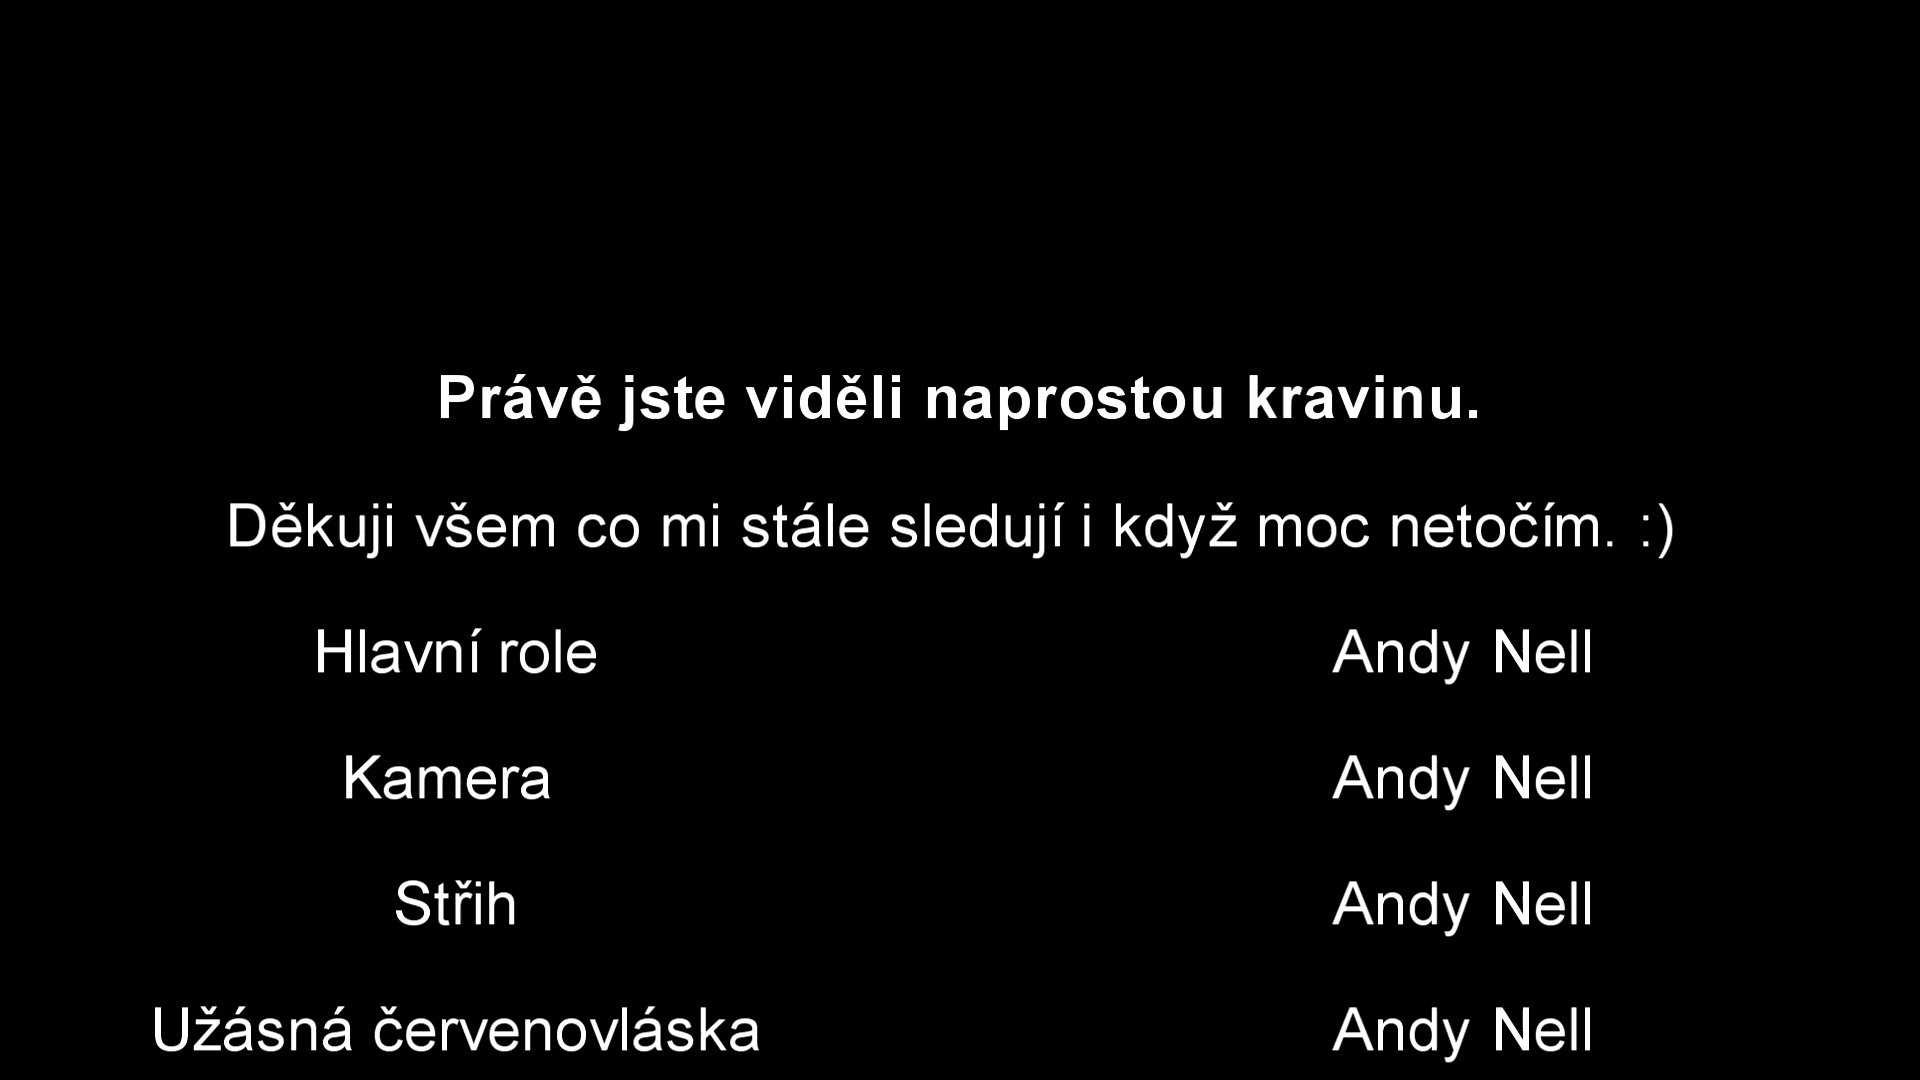 Právě jste viděli naprostou kravinu.
Děkuji všem co mi stále sledují i když moc netočím. :)
Hlavní role Andy Nell
Kamera Andy Nell
Střih Andy Nell
Užásná červenovláska Andy Nell